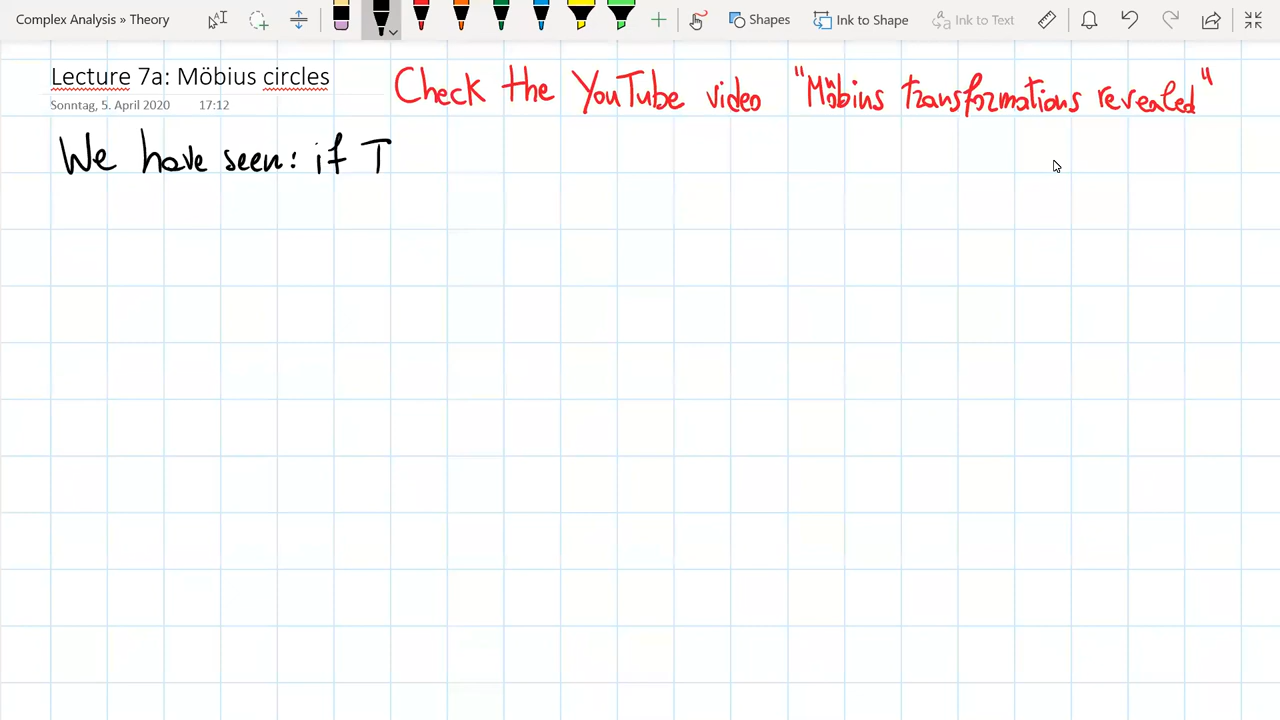 Complex Analysis » Theory
Shapes
Ink to Shape
Ink to Text
Lecture 7a: Möbius circles
Sonntag, 5. April 2020 17:12
Check the YouTube video "Möbius transformations revealed"
We have seen: if T